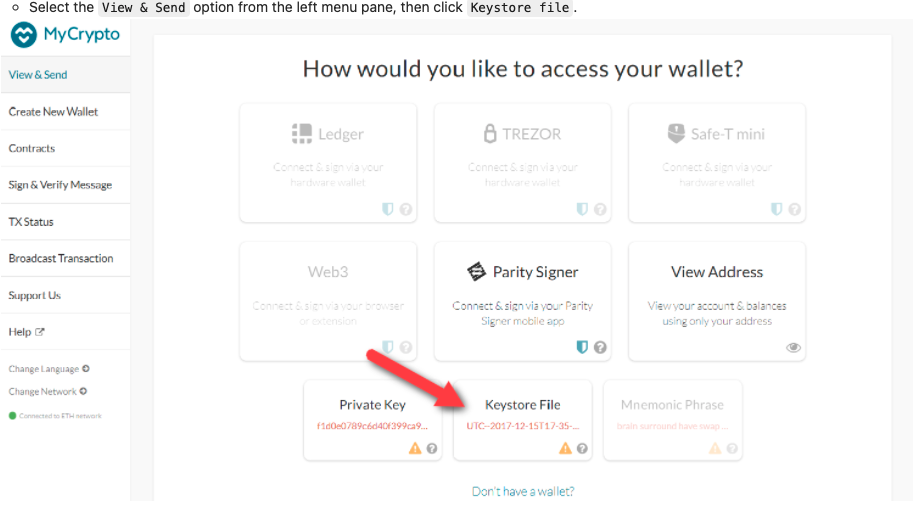 Select the View & Send option from the left menu pane, then click Keystore file.
MyCrypto
View & Send
Create New Wallet
Contracts
Sign & Verify Message
TX Status
Broadcast Transaction
Support Us
Help
Change Language
Change Network
Connected to ETH network
How would you like to access your wallet?
Ledger
Connect & sign via your
hardware wallet
TREZOR
Connect & sign via your
hardware wallet
Safe-T mini
Connect & sign via your
hardware wallet
Web3
Connect & sign via your browser
or extension
Parity Signer
Connect & sign via your Parity
Signer mobile app
View Address
View your account & balances
using only your address
Private Key
f1d0e0789c6d40f399ca9...
Keystore File
UTC--2017-12-15T17-35-...
Mnemonic Phrase
brain surround have swap ...
Don't have a wallet?